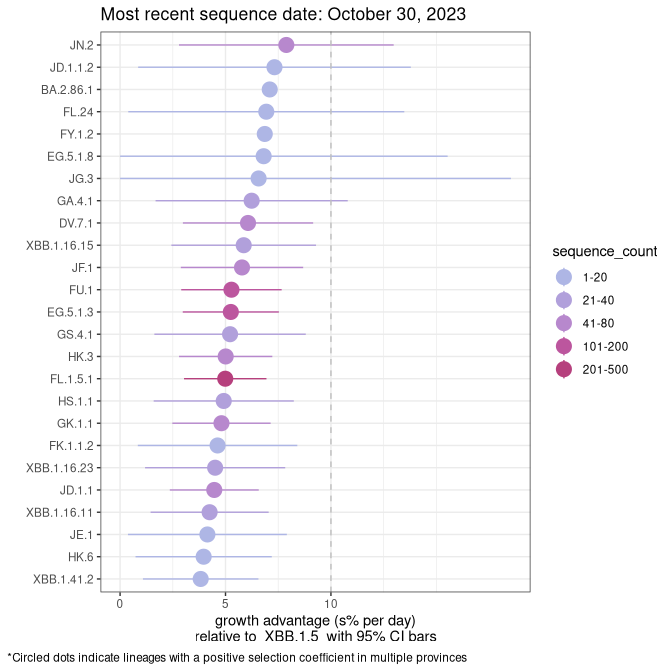 Most recent sequence date: October 30, 2023
JN.2
JD.1.1.2
BA.2.86.1
FL.24
FY.1.2
EG.5.1.8
JG.3
GA.4.1
DV.7.1
XBB.1.16.15
JF.1
FU.1
EG.5.1.3
GS.4.1
HK.3
FL.1.5.1
HS.1.1
GK.1.1
FK.1.1.2
XBB.1.16.23
JD.1.1
XBB.1.16.11
JE.1
HK.6
XBB.1.41.2
0 5 10
growth advantage (s% per day)
relative to XBB.1.5 with 95% CI bars
sequence_count
1-20
21-40
41-80
101-200
201-500
*Circled dots indicate lineages with a positive selection coefficient in multiple provinces